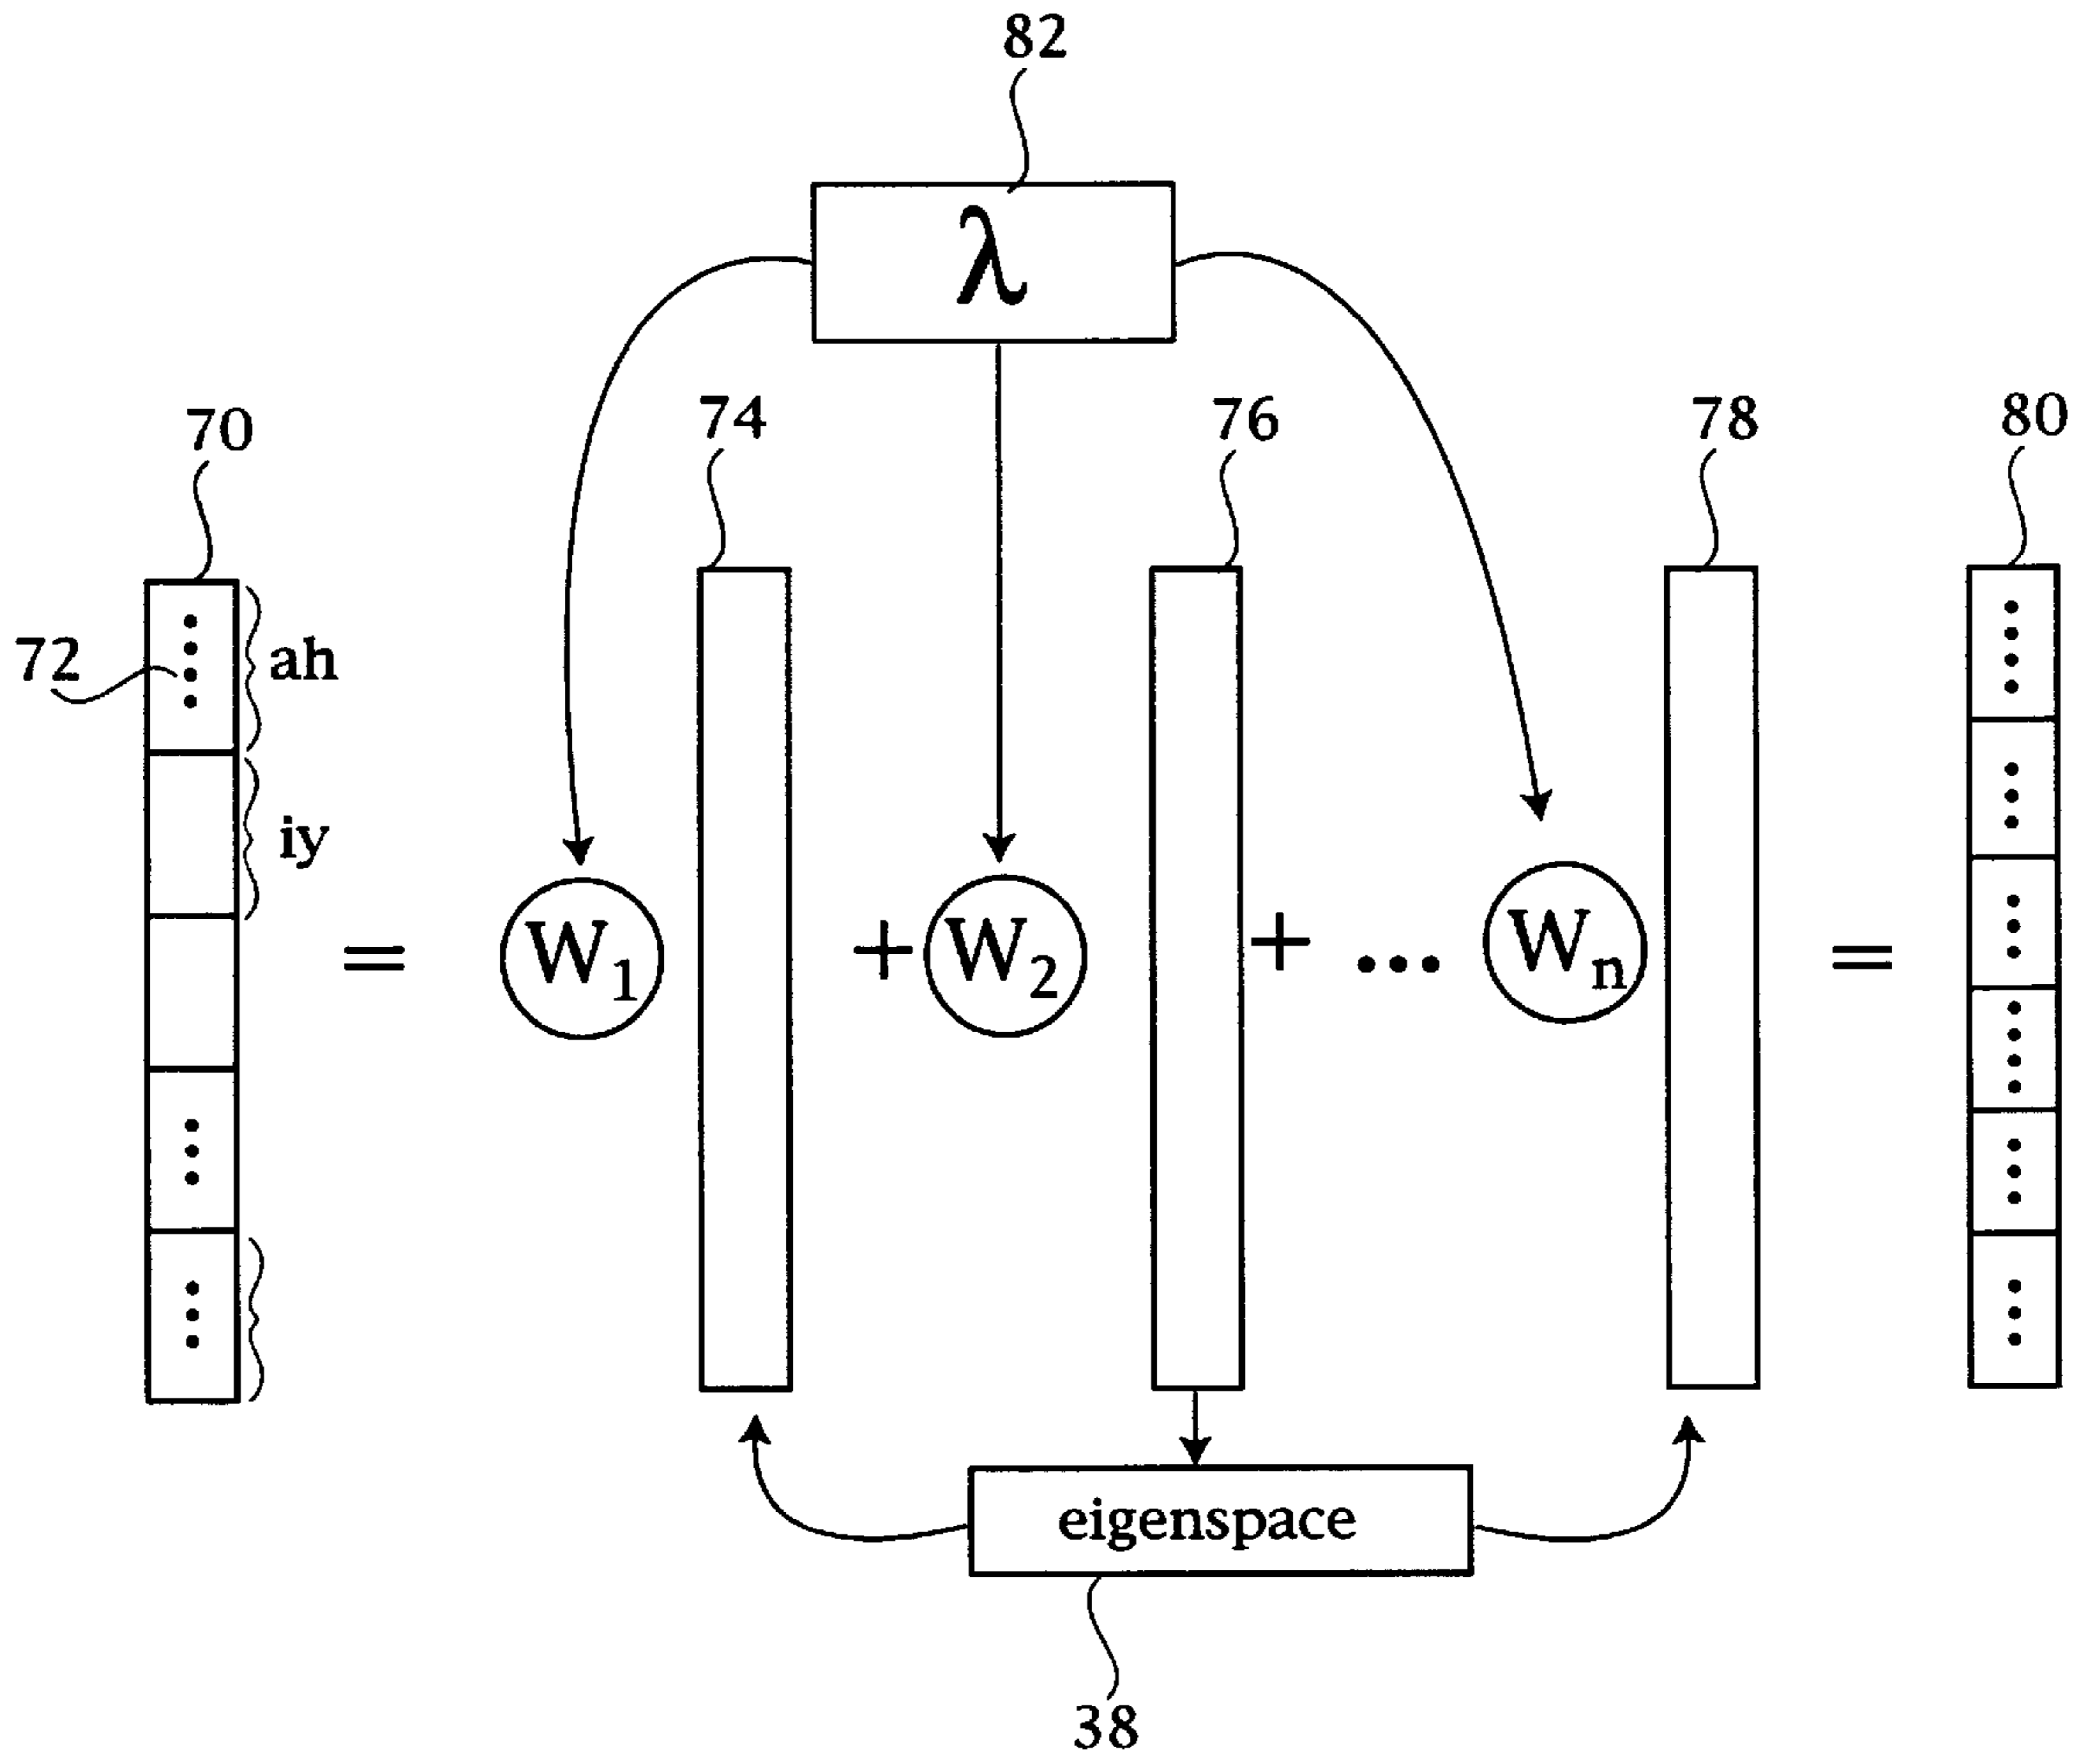 82
λ
70
74
76
78
80
72
ah
iy
= W1 + W2 + ... Wn =
eigenspace
38